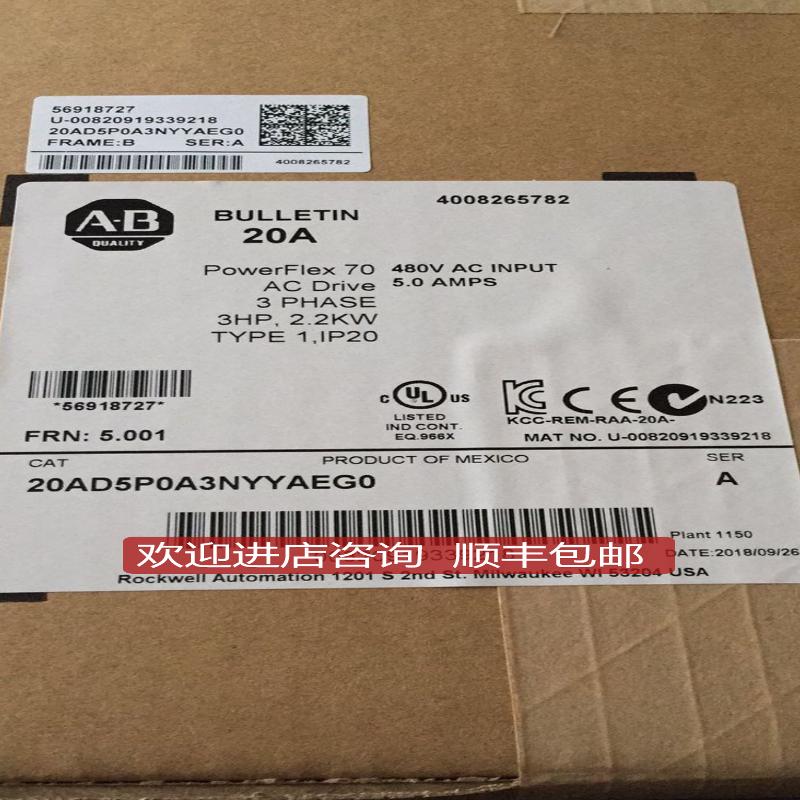 56918727
U-00820919339218
20AD5P0A3NYYAEG0
FRAME:B SER:A
4008265782
4008265782
A-B
QUALITY
BULLETIN
20A
PowerFlex 70
AC Drive
3 PHASE
3HP, 2.2KW
TYPE 1,IP20
480V AC INPUT
5.0 AMPS
*56918727*
FRN: 5.001
C UL US
LISTED
IND CONT.
EQ.966X
KC CE N223
KCC-REM-RAA-20A-
MAT NO. U-00820919339218
CAT PRODUCT OF MEXICO SER
20AD5P0A3NYYAEG0 A
Plant 1150
DATE:2018/09/26
欢迎进店咨询 顺丰包邮
Rockwell Automation 1201 S 2nd St. Milwaukee WI 53204 USA